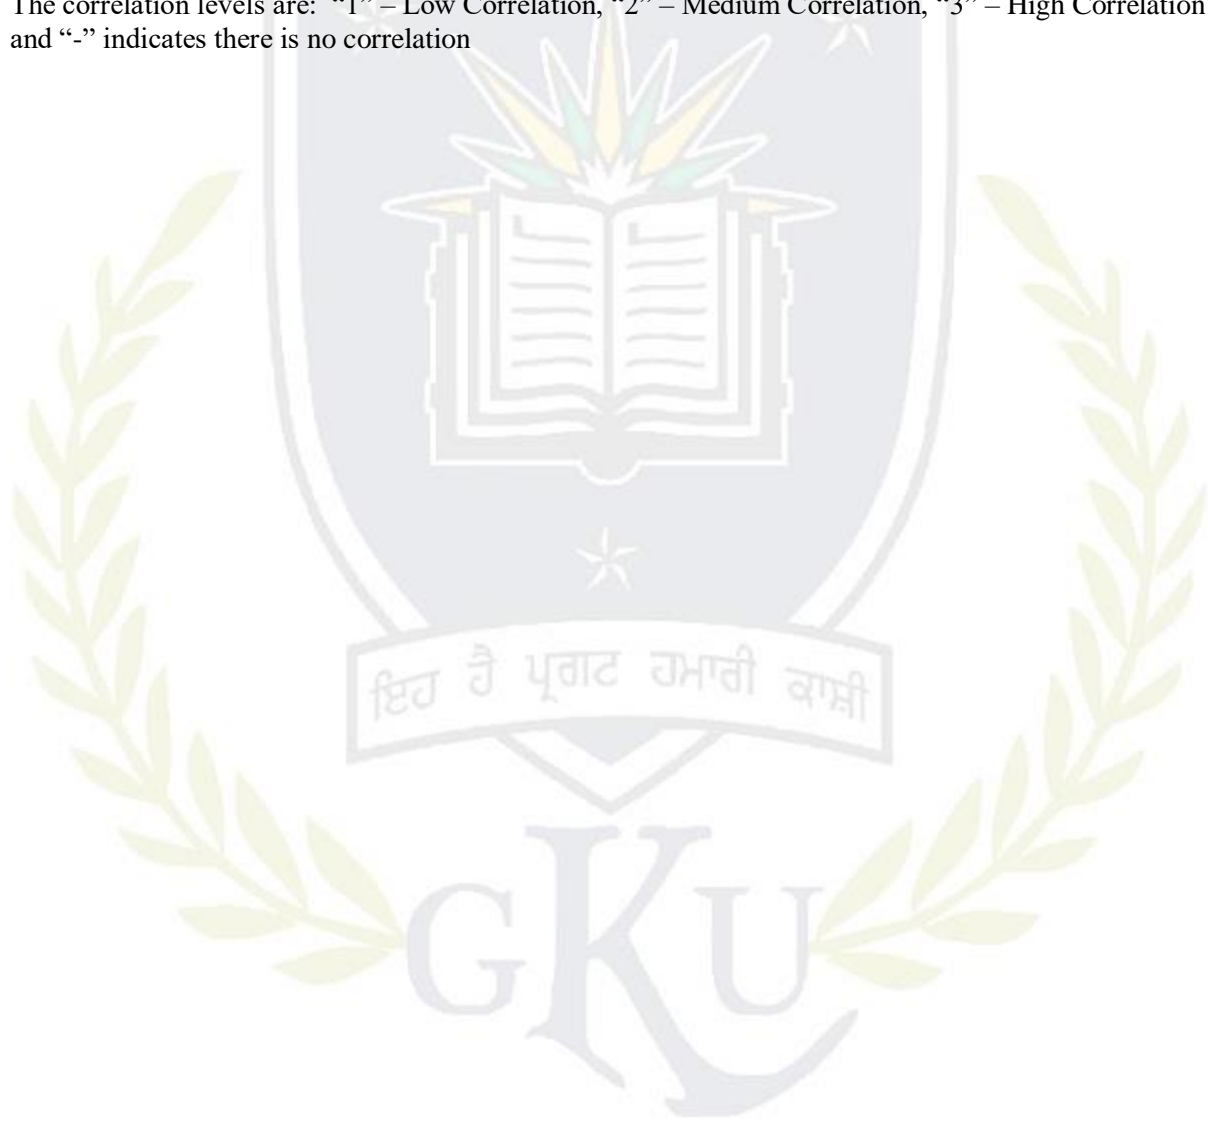 The correlation levels are: “1” – Low Correlation, “2” – Medium Correlation, “3” – High Correlation
and “-” indicates there is no correlation
ਇਹ ਹੈ ਪ੍ਰਗਟ ਹਮਾਰੀ ਕਾਸ਼ੀ
GKU